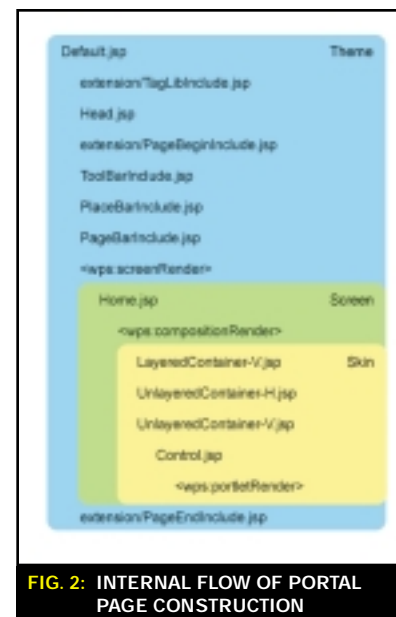 Default.jsp Theme
extension/TagLibInclude.jsp
Head.jsp
extension/PageBeginInclude.jsp
ToolBarInclude.jsp
PlaceBarInclude.jsp
PageBarInclude.jsp
<wps:screenRender>
Home.jsp Screen
<wps:compositionRender>
LayeredContainer-V.jsp Skin
UnlayeredContainer-H.jsp
UnlayeredContainer-V.jsp
Control.jsp
<wps:portletRender>
extension/PageEndInclude.jsp
FIG. 2: INTERNAL FLOW OF PORTAL
PAGE CONSTRUCTION